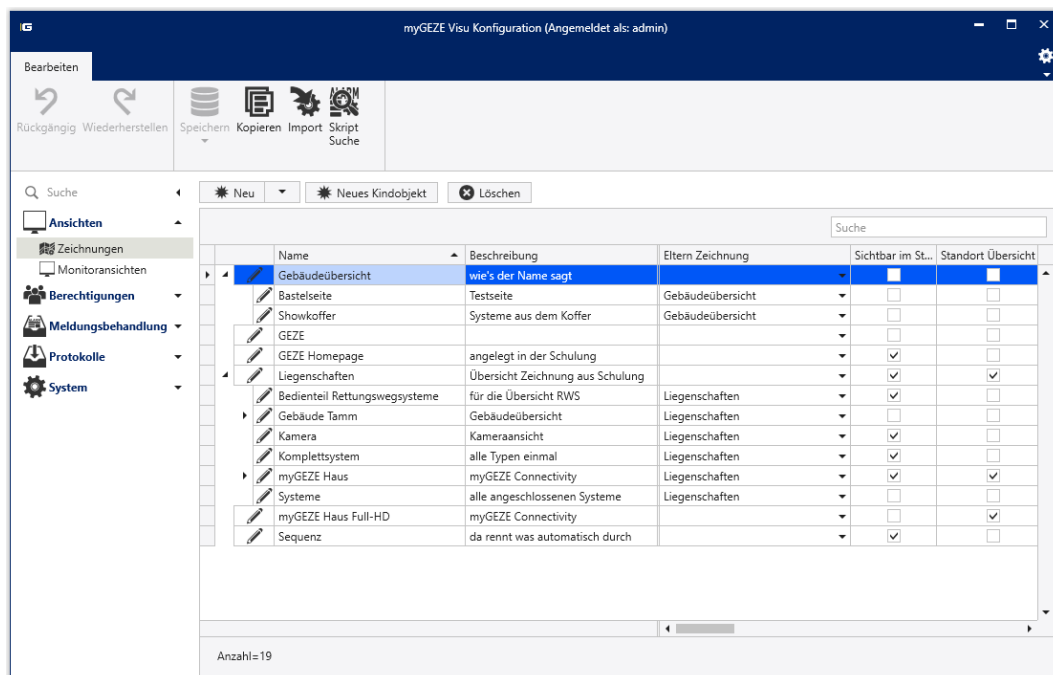 myGEZE Visu Konfiguration (Angemeldet als: admin)
Bearbeiten
Rückgängig Wiederherstellen Speichern Kopieren Import Skript Suche
Suche
Neu Neues Kindobjekt Löschen
Ansichten
Zeichnungen
Monitoransichten
Berechtigungen
Meldungsbehandlung
Protokolle
System
Suche
Name Beschreibung Eltern Zeichnung Sichtbar im St... Standort Übersicht
Gebäudeübersicht wie's der Name sagt
Bastelseite Testseite Gebäudeübersicht
Showkoffer Systeme aus dem Koffer Gebäudeübersicht
GEZE
GEZE Homepage angelegt in der Schulung
Liegenschaften Übersicht Zeichnung aus Schulung
Bedienteil Rettungswegsysteme für die Übersicht RWS Liegenschaften
Gebäude Tamm Gebäudeübersicht Liegenschaften
Kamera Kameraansicht Liegenschaften
Komplettsystem alle Typen einmal Liegenschaften
myGEZE Haus myGEZE Connectivity Liegenschaften
Systeme alle angeschlossenen Systeme Liegenschaften
myGEZE Haus Full-HD myGEZE Connectivity
Sequenz da rennt was automatisch durch
Anzahl=19